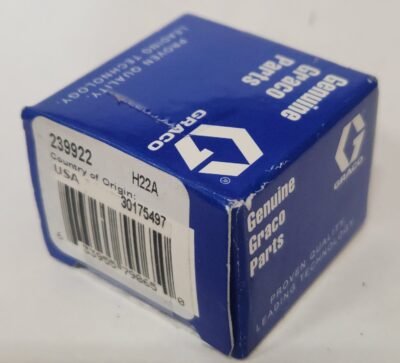 PROVEN QUALITY.
LEADING TECHNOLOGY.
Genuine
Graco
Parts
GRACO
®
239922
H22A
Country of Origin:
USA
30175497
Genuine
Graco
Parts
GRACO
PROVEN QUALITY.
LEADING TECHNOLOGY.